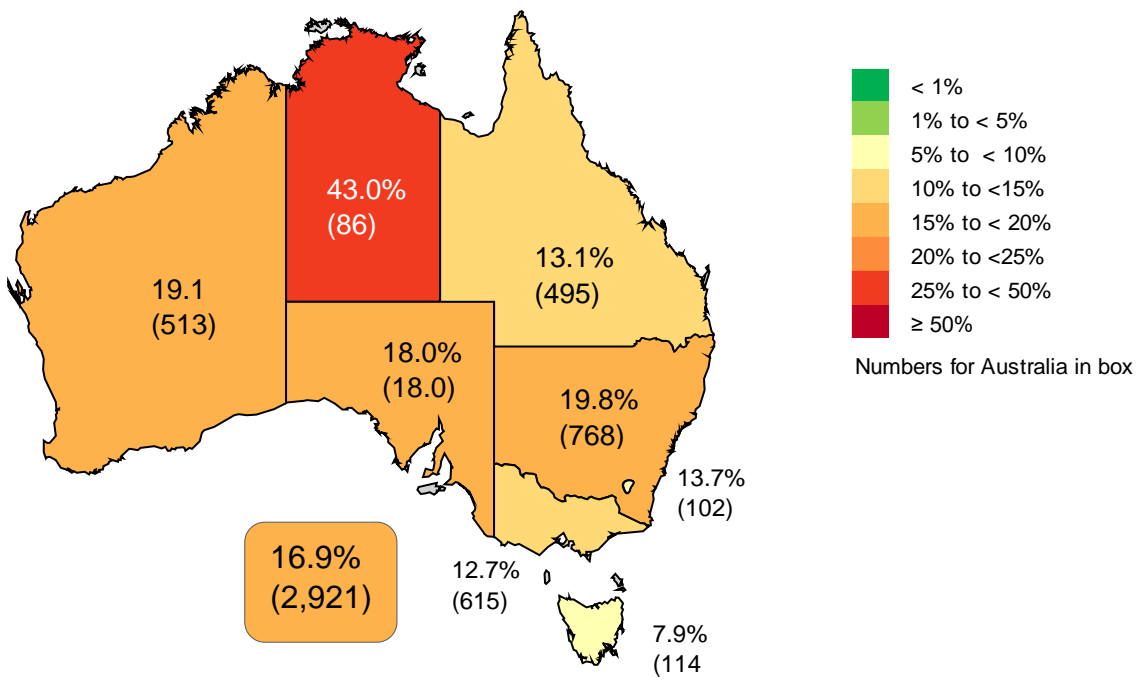 43.0%
(86)
19.1
(513)
13.1%
(495)
18.0%
(18.0)
19.8%
(768)
13.7%
(102)
16.9%
(2,921)
12.7%
(615)
7.9%
(114
< 1%
1% to < 5%
5% to < 10%
10% to <15%
15% to < 20%
20% to <25%
25% to < 50%
≥ 50%
Numbers for Australia in box